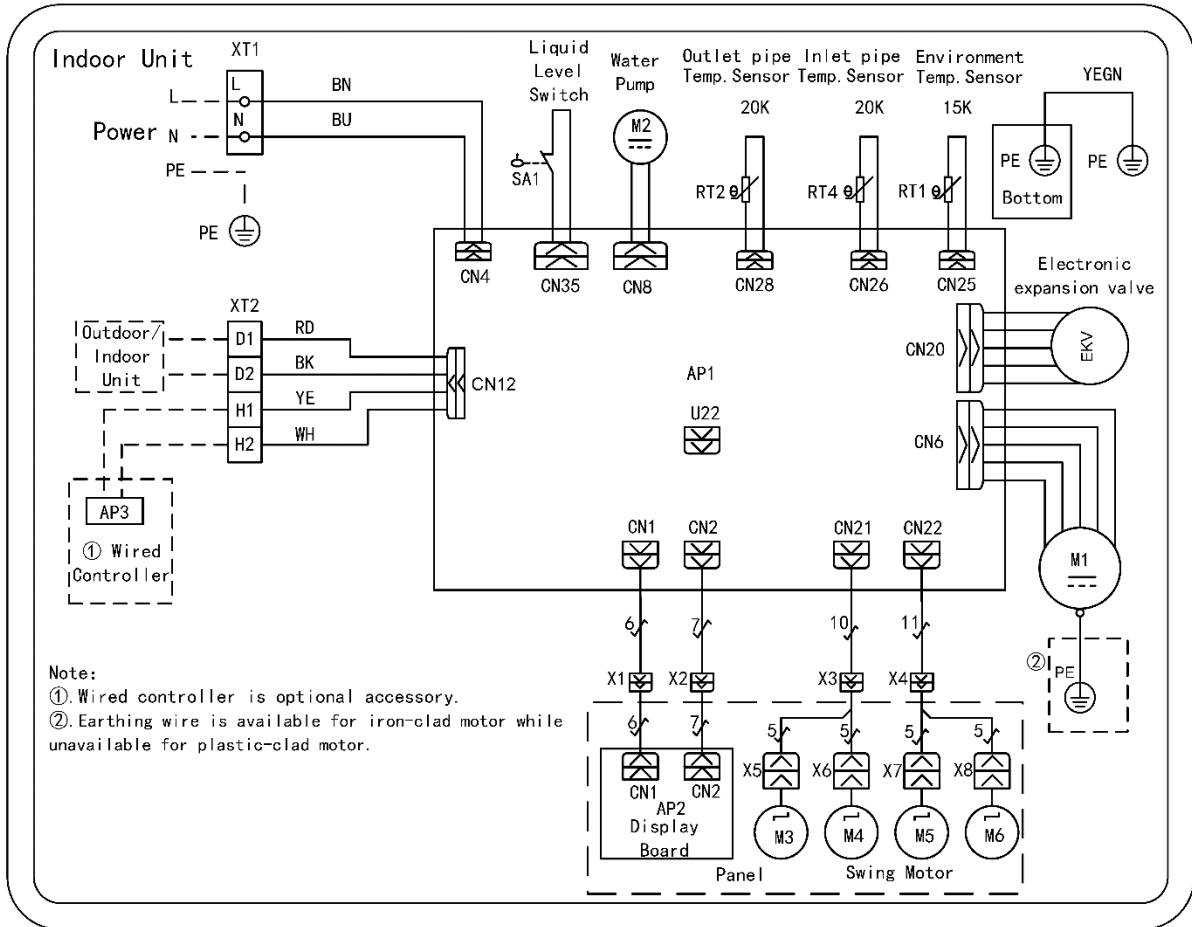 Indoor Unit
XT1
L
L
BN
Power
N
N
BU
PE
PE
Liquid
Level
Switch
SA1
Water
Pump
M2
Outlet pipe
Temp. Sensor
20K
RT2 θ
Inlet pipe
Temp. Sensor
20K
RT4 θ
Environment
Temp. Sensor
15K
RT1 θ
YEGN
PE
Bottom
PE
CN4
CN35
CN8
CN28
CN26
CN25
Electronic
expansion valve
CN20
EKV
XT2
Outdoor/
Indoor
Unit
D1
RD
D2
BK
H1
YE
H2
WH
CN12
AP1
U22
CN6
AP3
① Wired
Controller
CN1
CN2
CN21
CN22
M1
6
7
10
11
② PE
Note:
①. Wired controller is optional accessory.
②. Earthing wire is available for iron-clad motor while
unavailable for plastic-clad motor.
X1
X2
X3
X4
6
7
5
5
5
5
X5
X6
X7
X8
CN1
CN2
AP2
Display
Board
M3
M4
M5
M6
Panel
Swing Motor